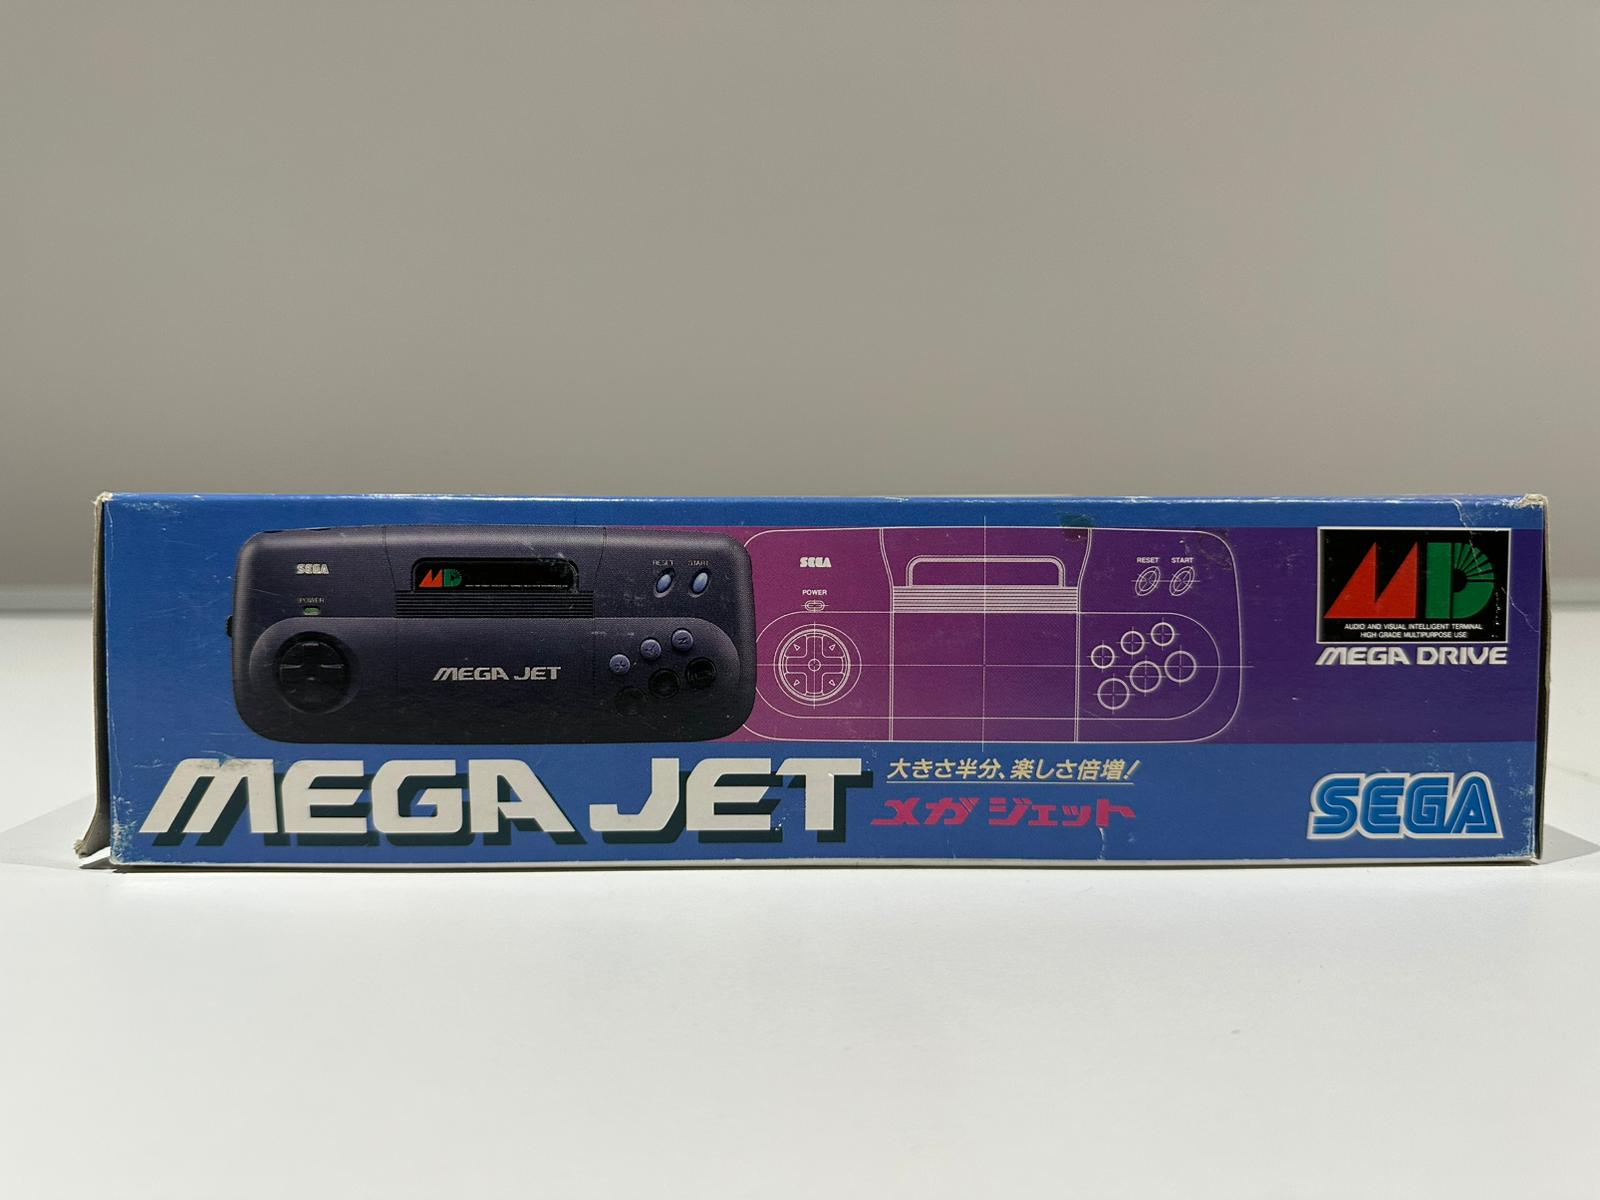 SEGA
POWER
MD
RESET START
MEGA JET
X Y Z
SEGA
POWER
RESET START
MD
AUDIO AND VISUAL INTELLIGENT TERMINAL
HIGH GRADE MULTIPURPOSE USE
MEGA DRIVE
MEGA JET
大きさ半分、楽しさ倍増!
メガジェット
SEGA